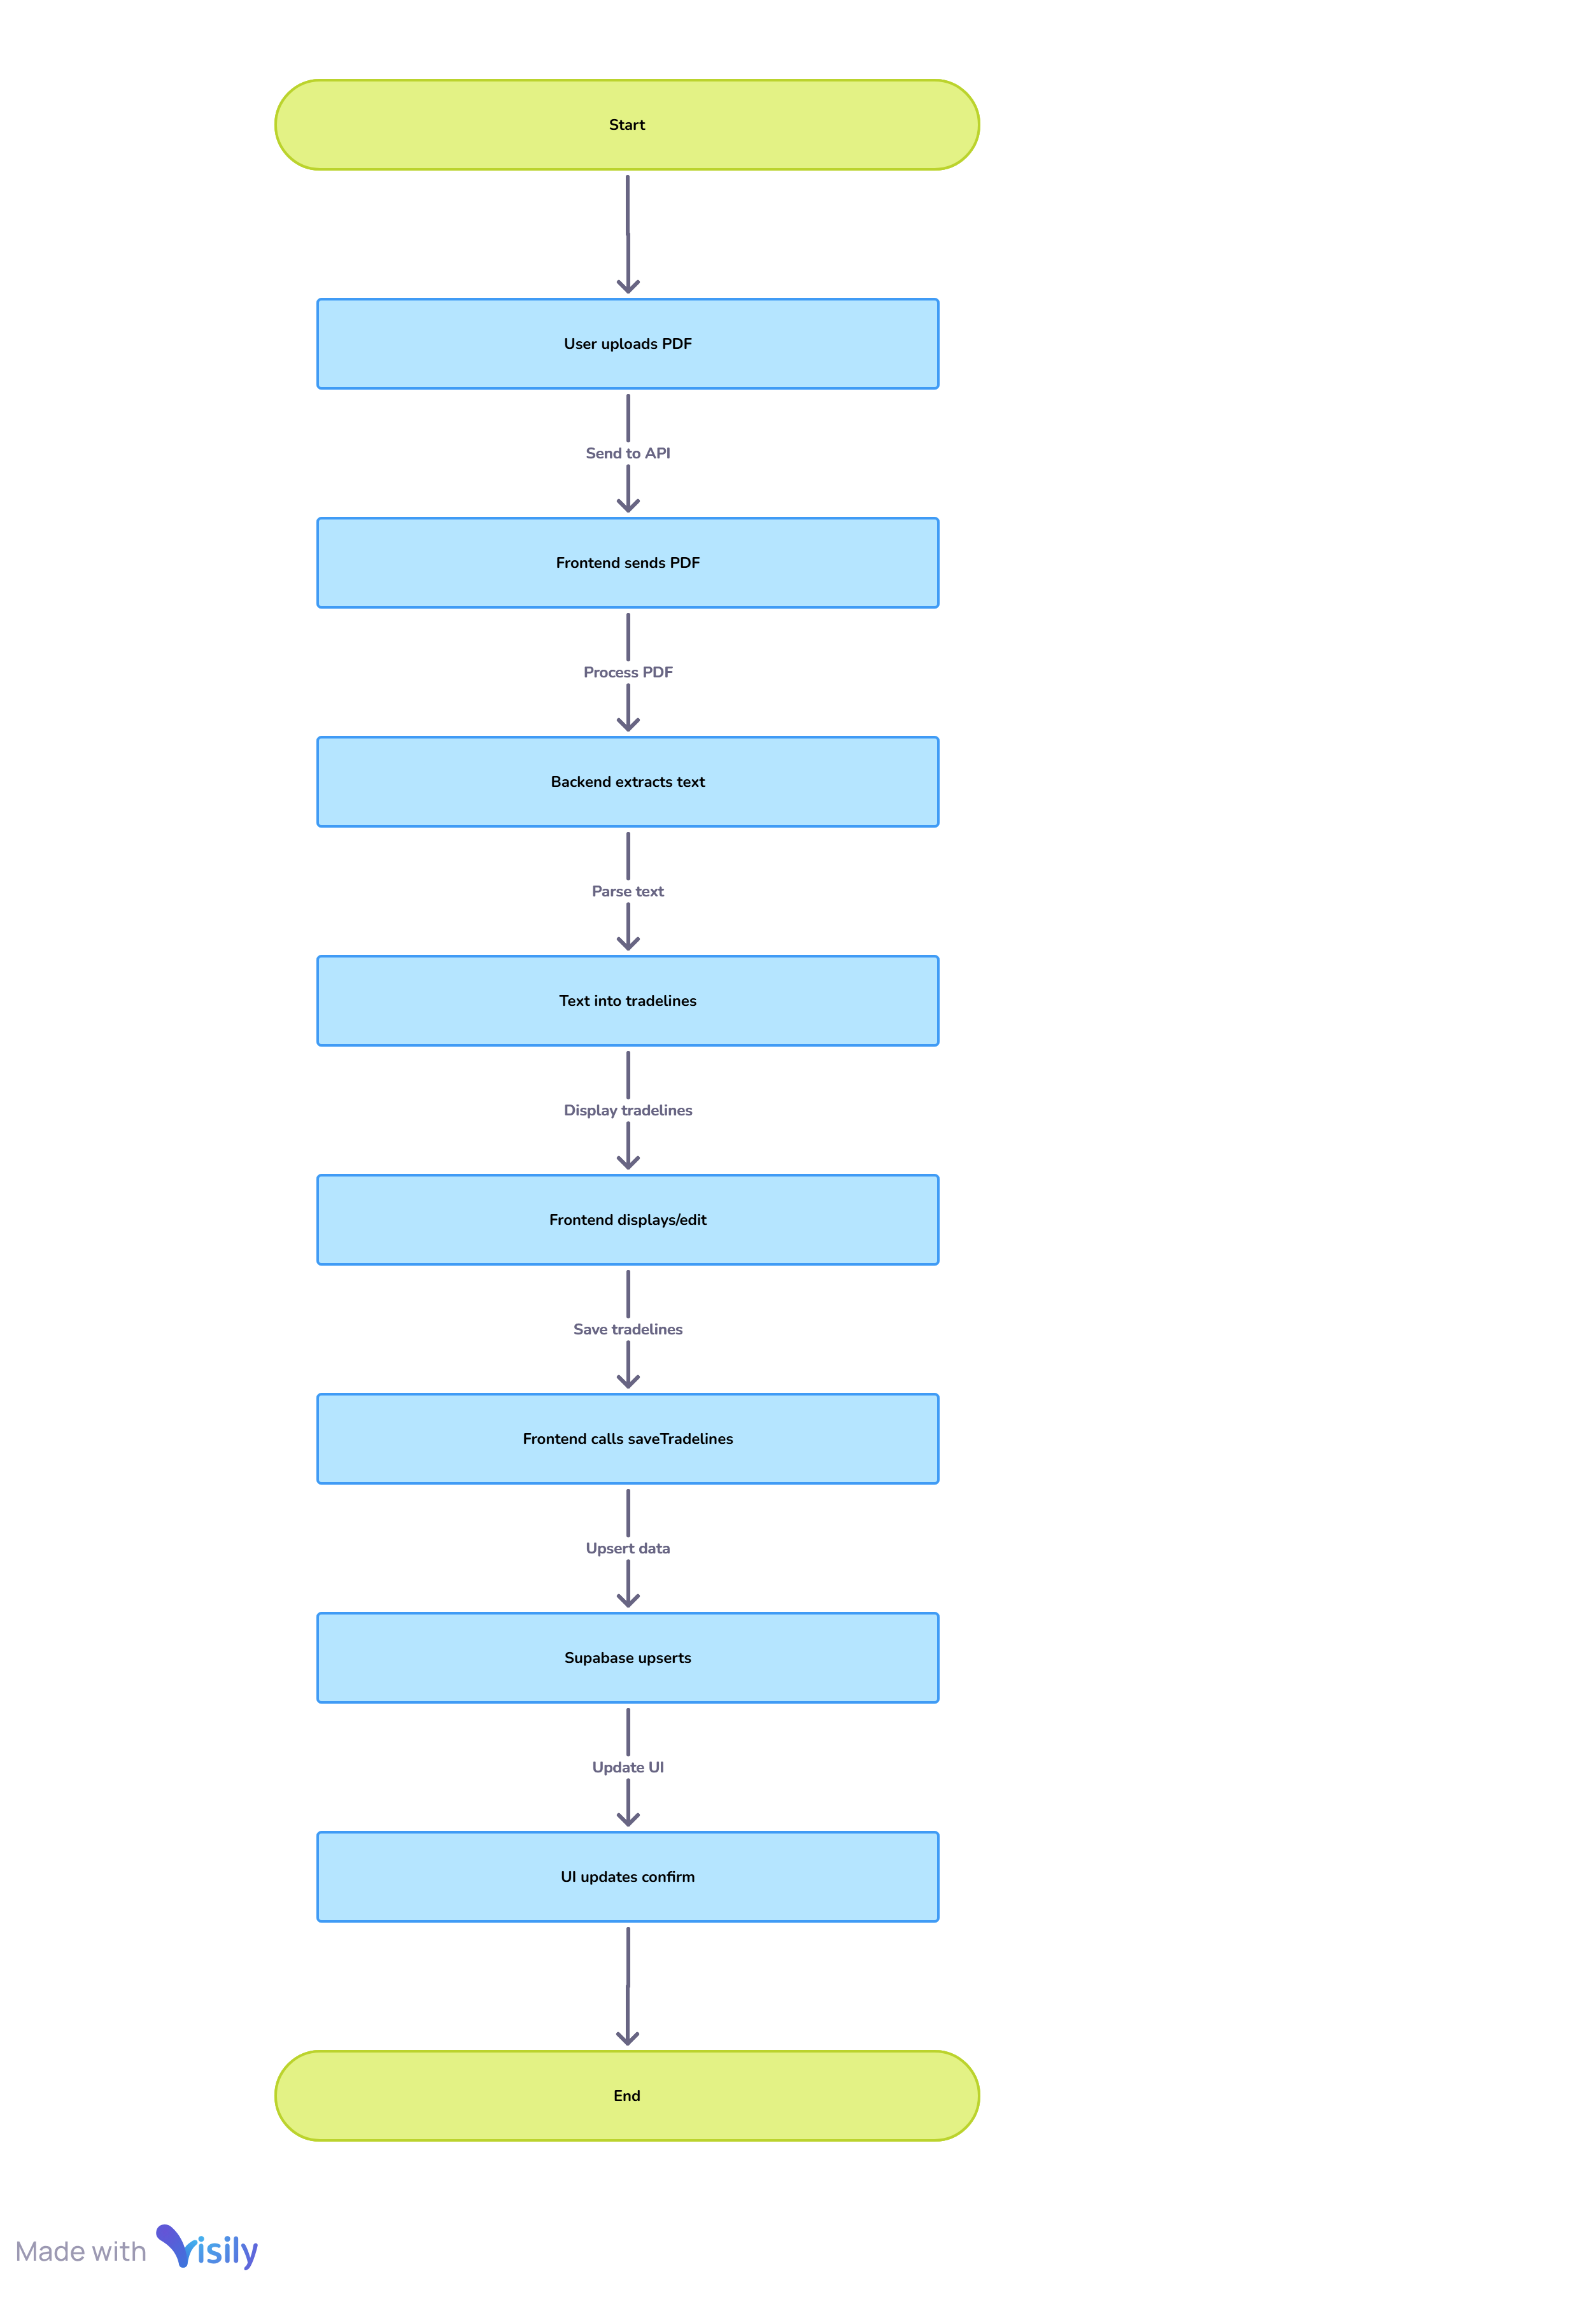 Start
User uploads PDF
Send to API
Frontend sends PDF
Process PDF
Backend extracts text
Parse text
Text into tradelines
Display tradelines
Frontend displays/edit
Save tradelines
Frontend calls saveTradelines
Upsert data
Supabase upserts
Update UI
UI updates confirm
End
Made with Visily